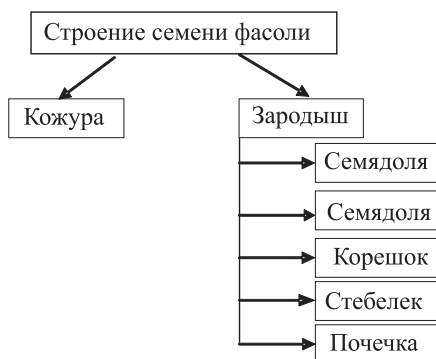 Строение семени фасоли
Кожура
Зародыш
Семядоля
Семядоля
Корешок
Стебелек
Почечка